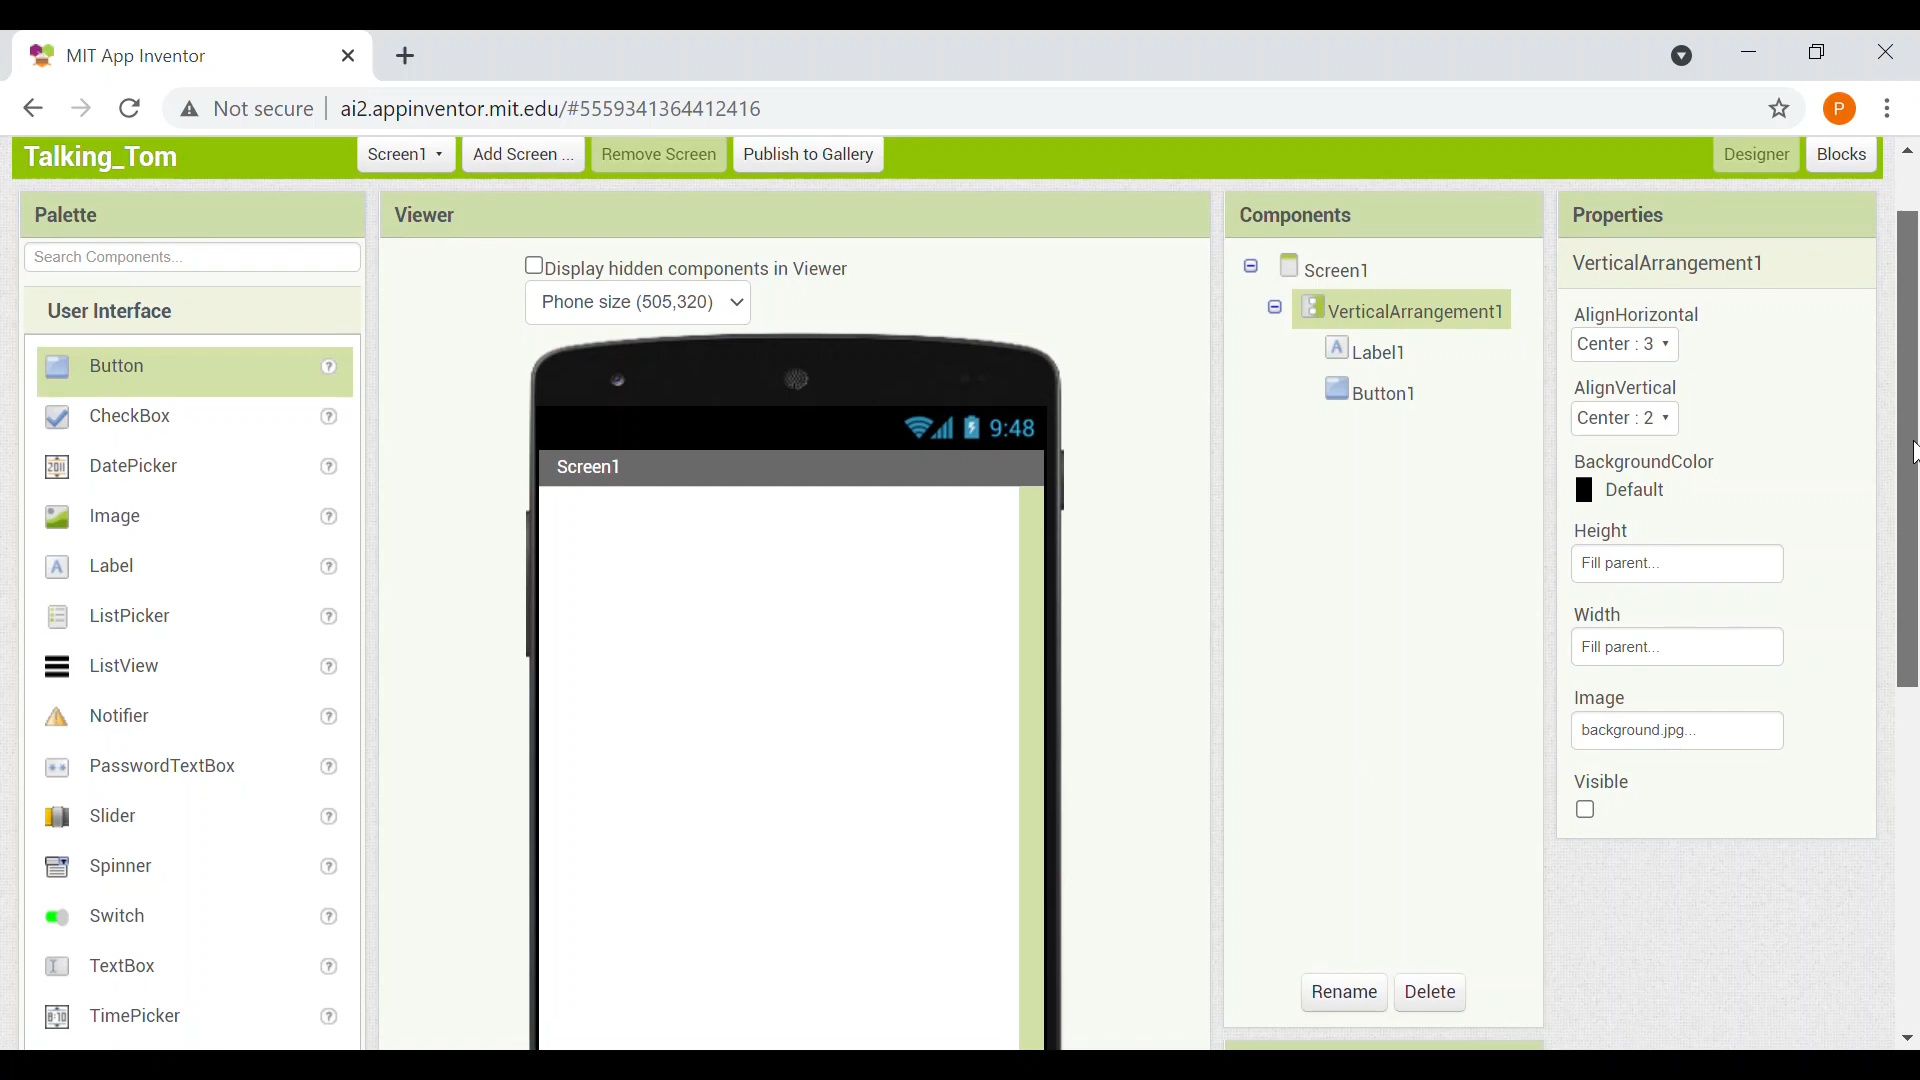 MIT App Inventor
Not secure
ai2.appinventor.mit.edu/#5559341364412416
P
Talking_Tom
Screen1
Add Screen ...
Remove Screen
Publish to Gallery
Designer
Blocks
Palette
Search Components...
User Interface
Button
?
CheckBox
?
DatePicker
?
Image
?
Label
?
ListPicker
?
ListView
?
Notifier
?
PasswordTextBox
?
Slider
?
Spinner
?
Switch
?
TextBox
?
TimePicker
?
Viewer
Display hidden components in Viewer
Phone size (505,320)
9:48
Screen1
Components
Screen1
VerticalArrangement1
A Label1
Button1
Rename
Delete
Properties
VerticalArrangement1
AlignHorizontal
Center : 3
AlignVertical
Center : 2
BackgroundColor
Default
Height
Fill parent...
Width
Fill parent...
Image
background.jpg...
Visible